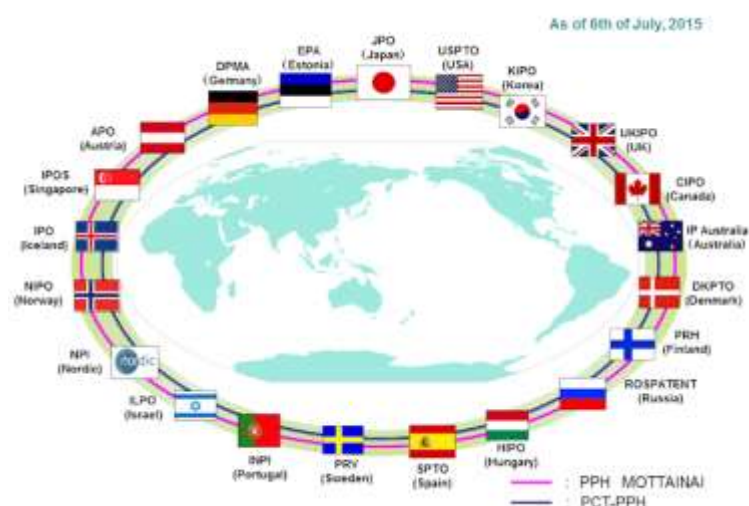 As of 6th of July, 2015
JPO
(Japan)
USPTO
(USA)
KIPO
(Korea)
UKIPO
(UK)
CIPO
(Canada)
IP Australia
(Australia)
DKPTO
(Denmark)
PRH
(Finland)
ROSPATENT
(Russia)
HIPO
(Hungary)
SPTO
(Spain)
PRV
(Sweden)
INPI
(Portugal)
ILPO
(Israel)
NPI
(Nordic)
nordic
NIPO
(Norway)
IPO
(Iceland)
IPOS
(Singapore)
APO
(Austria)
DPMA
(Germany)
EPA
(Estonia)
: PPH MOTTAINAI
: PCT-PPH